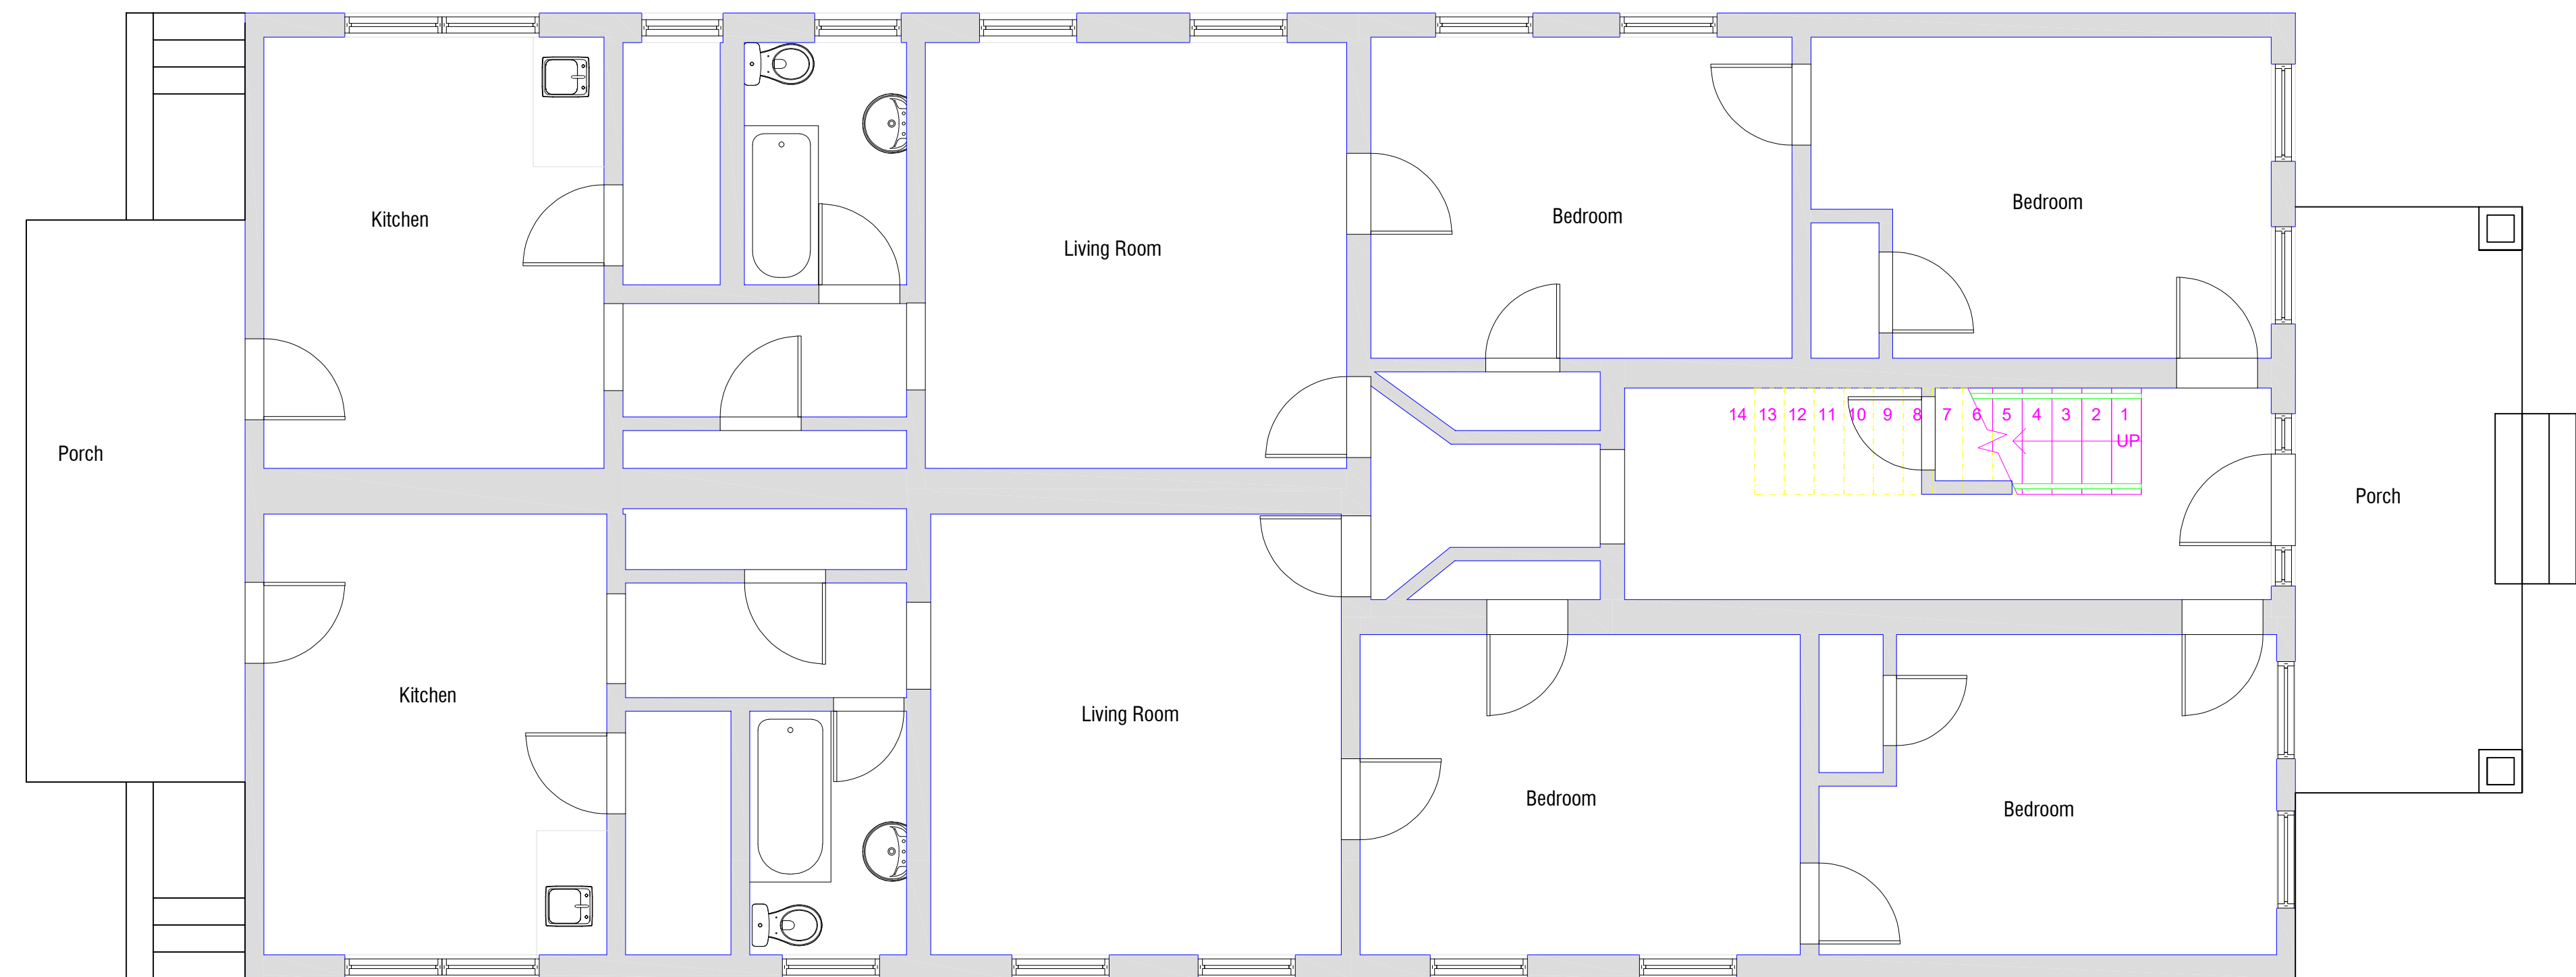 Kitchen
Living Room
Bedroom
Bedroom
14 13 12 11 10 9 8 7 6 5 4 3 2 1
UP
Porch
Porch
Kitchen
Living Room
Bedroom
Bedroom